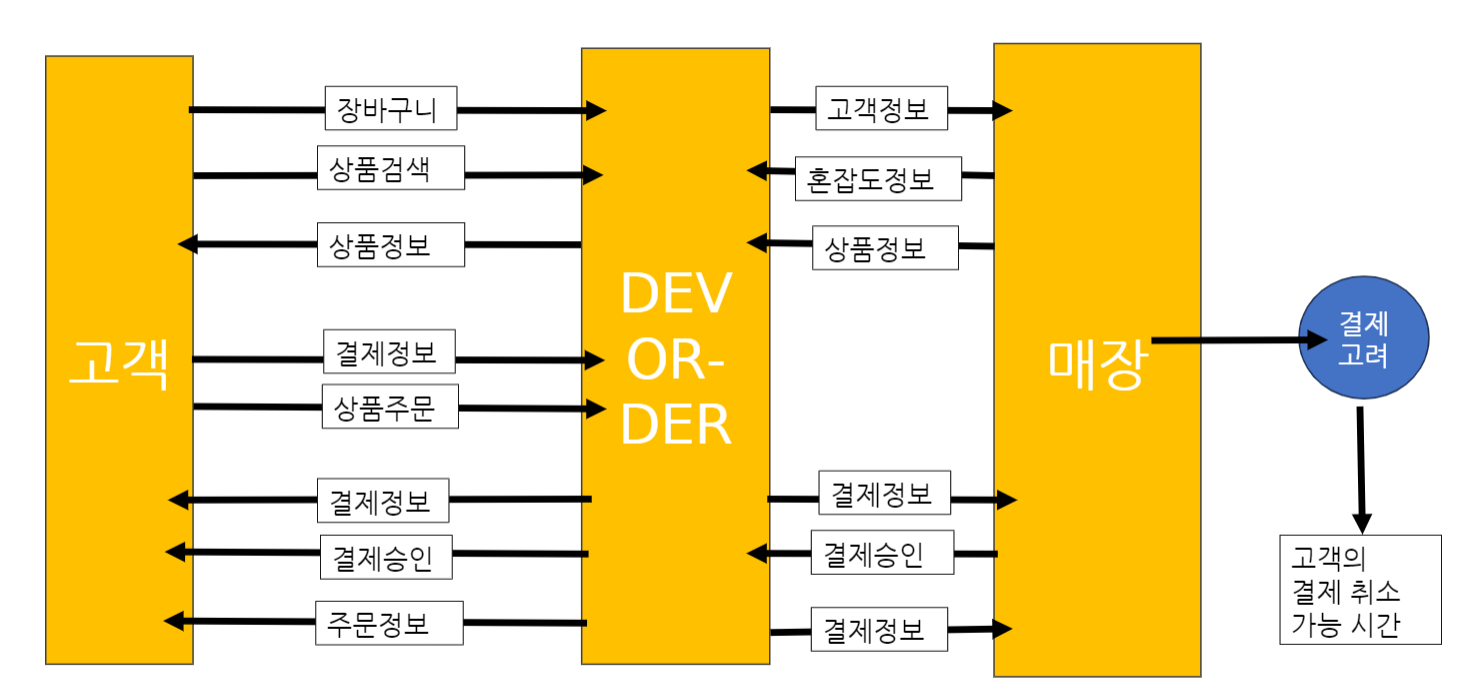 장바구니
고객정보
상품검색
혼잡도정보
상품정보
상품정보
DEV
OR-
DER
고객
매장
결제
고려
결제정보
상품주문
결제정보
결제정보
결제승인
결제승인
주문정보
결제정보
고객의
결제 취소
가능 시간